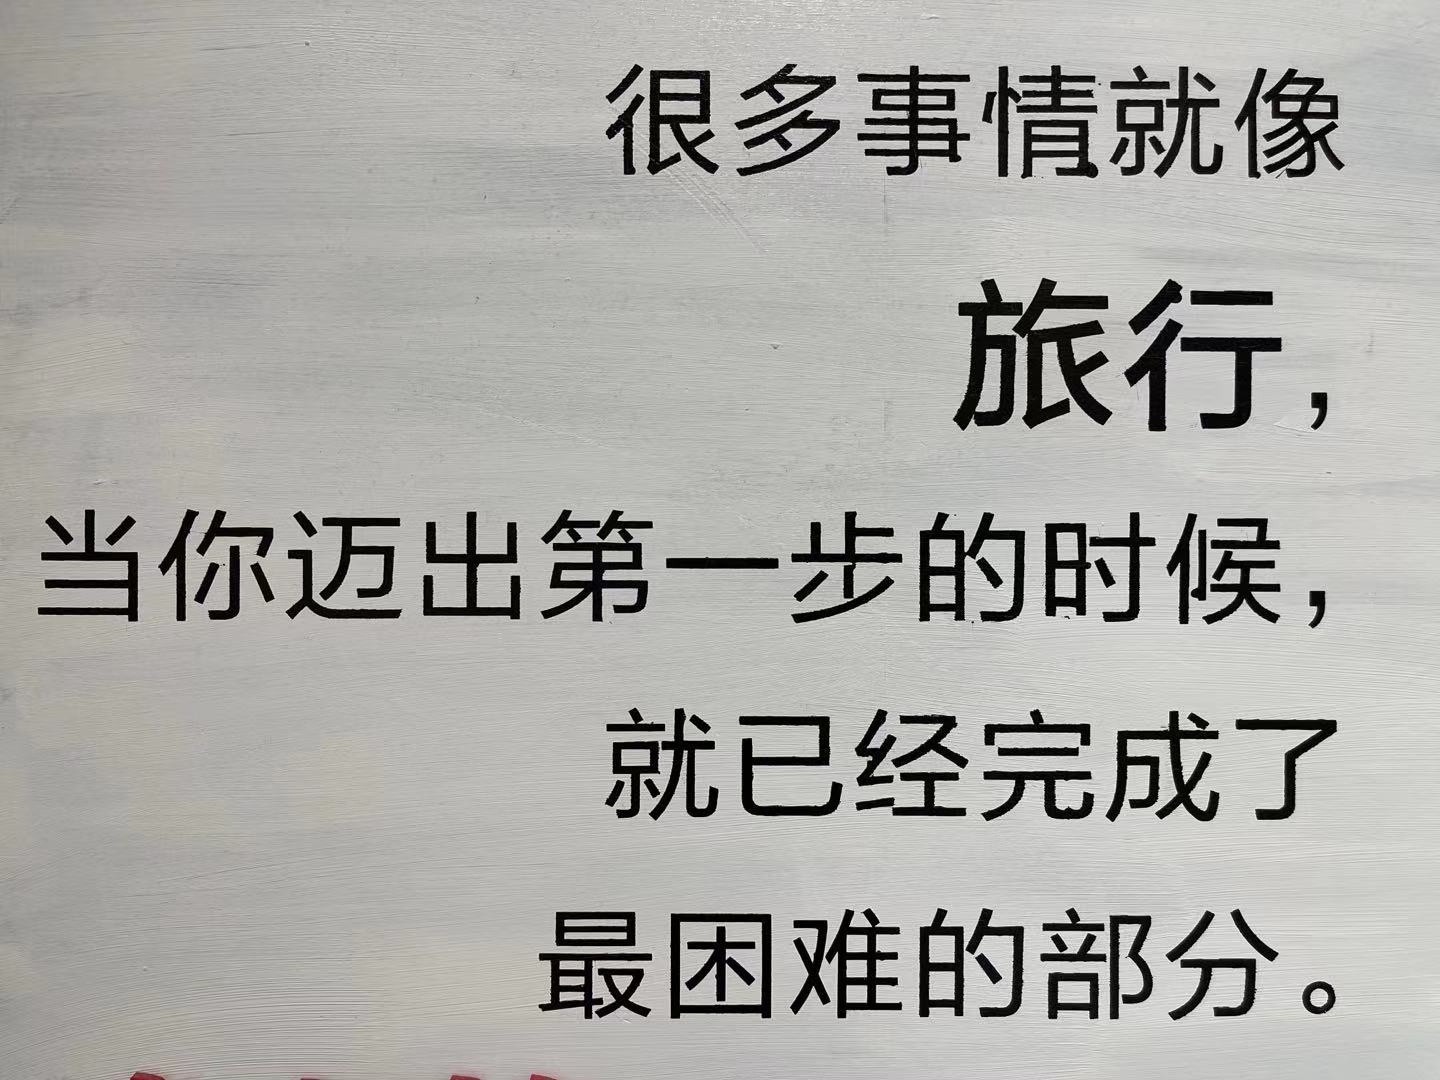 很多事情就像
旅行，
当你迈出第一步的时候，
就已经完成了
最困难的部分。